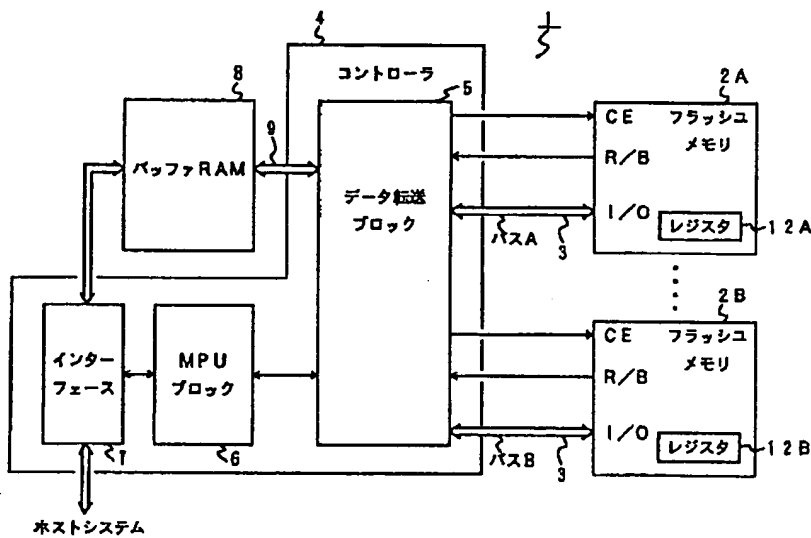 4
1
コントローラ
8
5
2A
バッファRAM
9
CE
フラッシュ
メモリ
R/B
データ転送
ブロック
I/O
バスA
3
レジスタ
12A
2B
インター
フェース
MPU
ブロック
CE
フラッシュ
メモリ
R/B
I/O
バスB
3
レジスタ
12B
7
6
ホストシステム